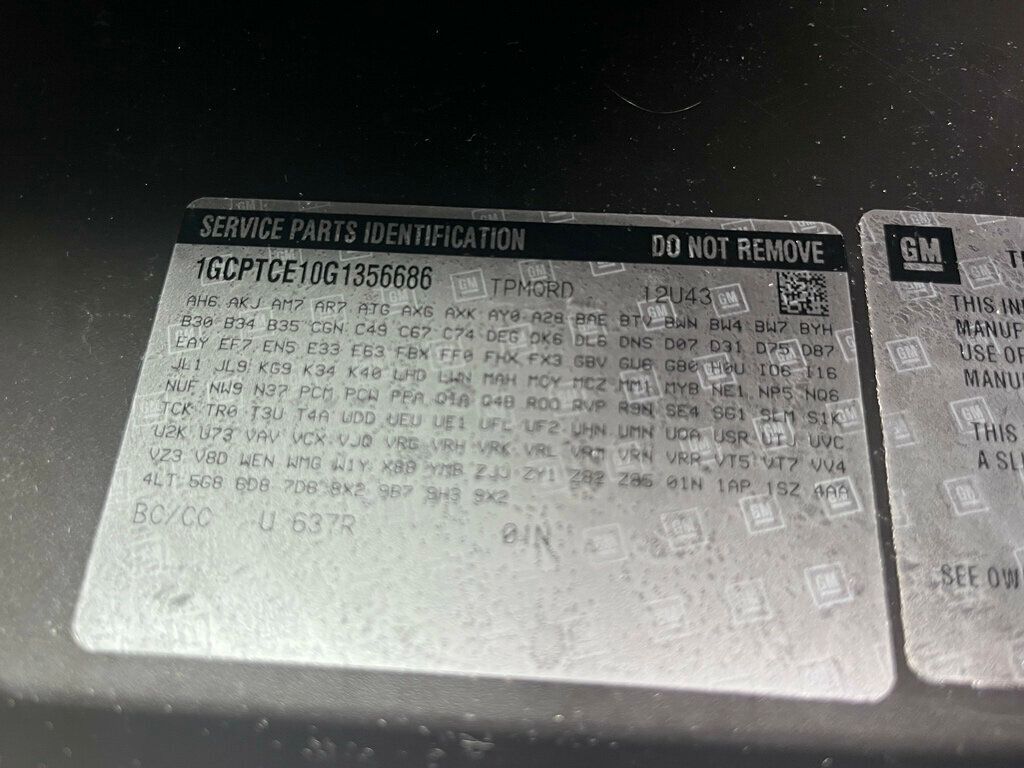 SERVICE PARTS IDENTIFICATION DO NOT REMOVE
1GCPTCE10G1356686 TPMQRD 12U43
AH6 AKJ AM7 AR7 ATG AXG AXK AY0 A28 BAE BTV BWN BW4 BW7 BYH
B30 B34 B35 CGN C49 C67 C74 DEG DK6 DL6 DNS D07 D31 D75 D87
EAY EF7 EN5 E33 E63 FBX FF0 FHX FX3 GBV GU6 G80 H0U IO6 I16
JL1 JL9 KG9 K34 K40 LHD LWN MAH MCY MCZ MM1 MYB NE1 NP5 NQ6
NUF NW9 N37 PCM PCW PPA Q1A Q4B ROO RVP R9N SE4 SG1 SLM S1K
TCK TR0 T3U T4A UDD UEU UE1 UFL UF2 UHN UMN UQA USR UTJ UVC
U2K U73 VAV VCX VJQ VRG VRH VRK VRL VRM VRN VRR VT5 VT7 VV4
VZ3 V8D WEN WMG W1Y X88 YMB ZJJ ZY1 Z82 Z85 01N 1AP 1SZ 4AA
4LT 5G8 6D8 7D8 8X2 9B7 9H3 9X2
BC/CC U 637R 01N
GM
THIS IN
MANUF
USE OF
MANU
THIS
A SL
SEE OW